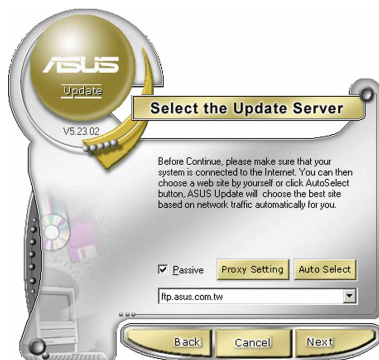 ASUS
Update
V5.23.02
Select the Update Server
Before Continue, please make sure that your
system is connected to the Internet. You can then
choose a web site by yourself or click AutoSelect
button, ASUS Update will choose the best site
based on network traffic automatically for you.
Passive
Proxy Setting
Auto Select
ftp.asus.com.tw
Back
Cancel
Next